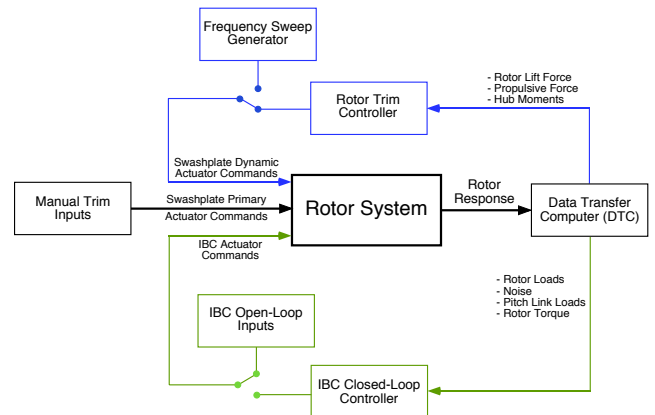 Frequency Sweep
Generator
Rotor Trim
Controller
- Rotor Lift Force
- Propulsive Force
- Hub Moments
Swashplate Dynamic
Actuator Commands
Manual Trim
Inputs
Swashplate Primary
Actuator Commands
Rotor System
Rotor
Response
Data Transfer
Computer (DTC)
IBC Actuator
Commands
- Rotor Loads
- Noise
- Pitch Link Loads
- Rotor Torque
IBC Open-Loop
Inputs
IBC Closed-Loop
Controller